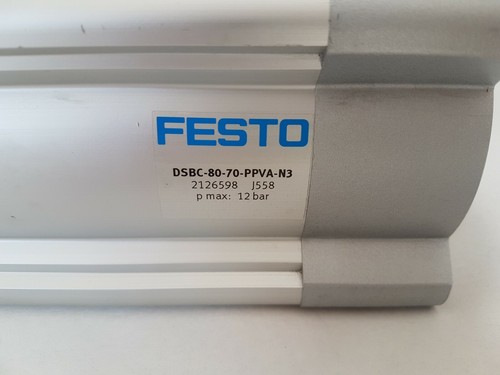 FESTO
DSBC-80-70-PPVA-N3
2126598 J558
p max: 12 bar